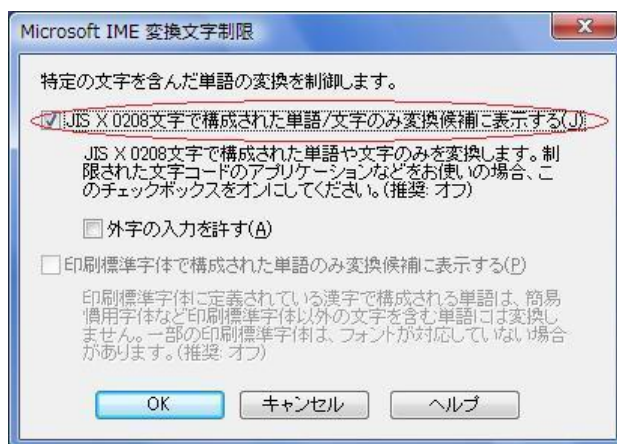 Microsoft IME 変換文字制限
特定の文字を含んだ単語の変換を制御します。
JIS X 0208文字で構成された単語/文字のみ変換候補に表示する(J)
JIS X 0208文字で構成された単語や文字のみを変換します。制
限された文字コードのアプリケーションなどをお使いの場合、こ
のチェックボックスをオンにしてください。(推奨: オフ)
外字の入力を許す(A)
印刷標準字体で構成された単語のみ変換候補に表示する(P)
印刷標準字体に定義されている漢字で構成される単語は、簡易
慣用字体など印刷標準字体以外の文字を含む単語には変換し
ません。一部の印刷標準字体は、フォントが対応していない場合
があります。(推奨: オフ)
OK キャンセル ヘルプ